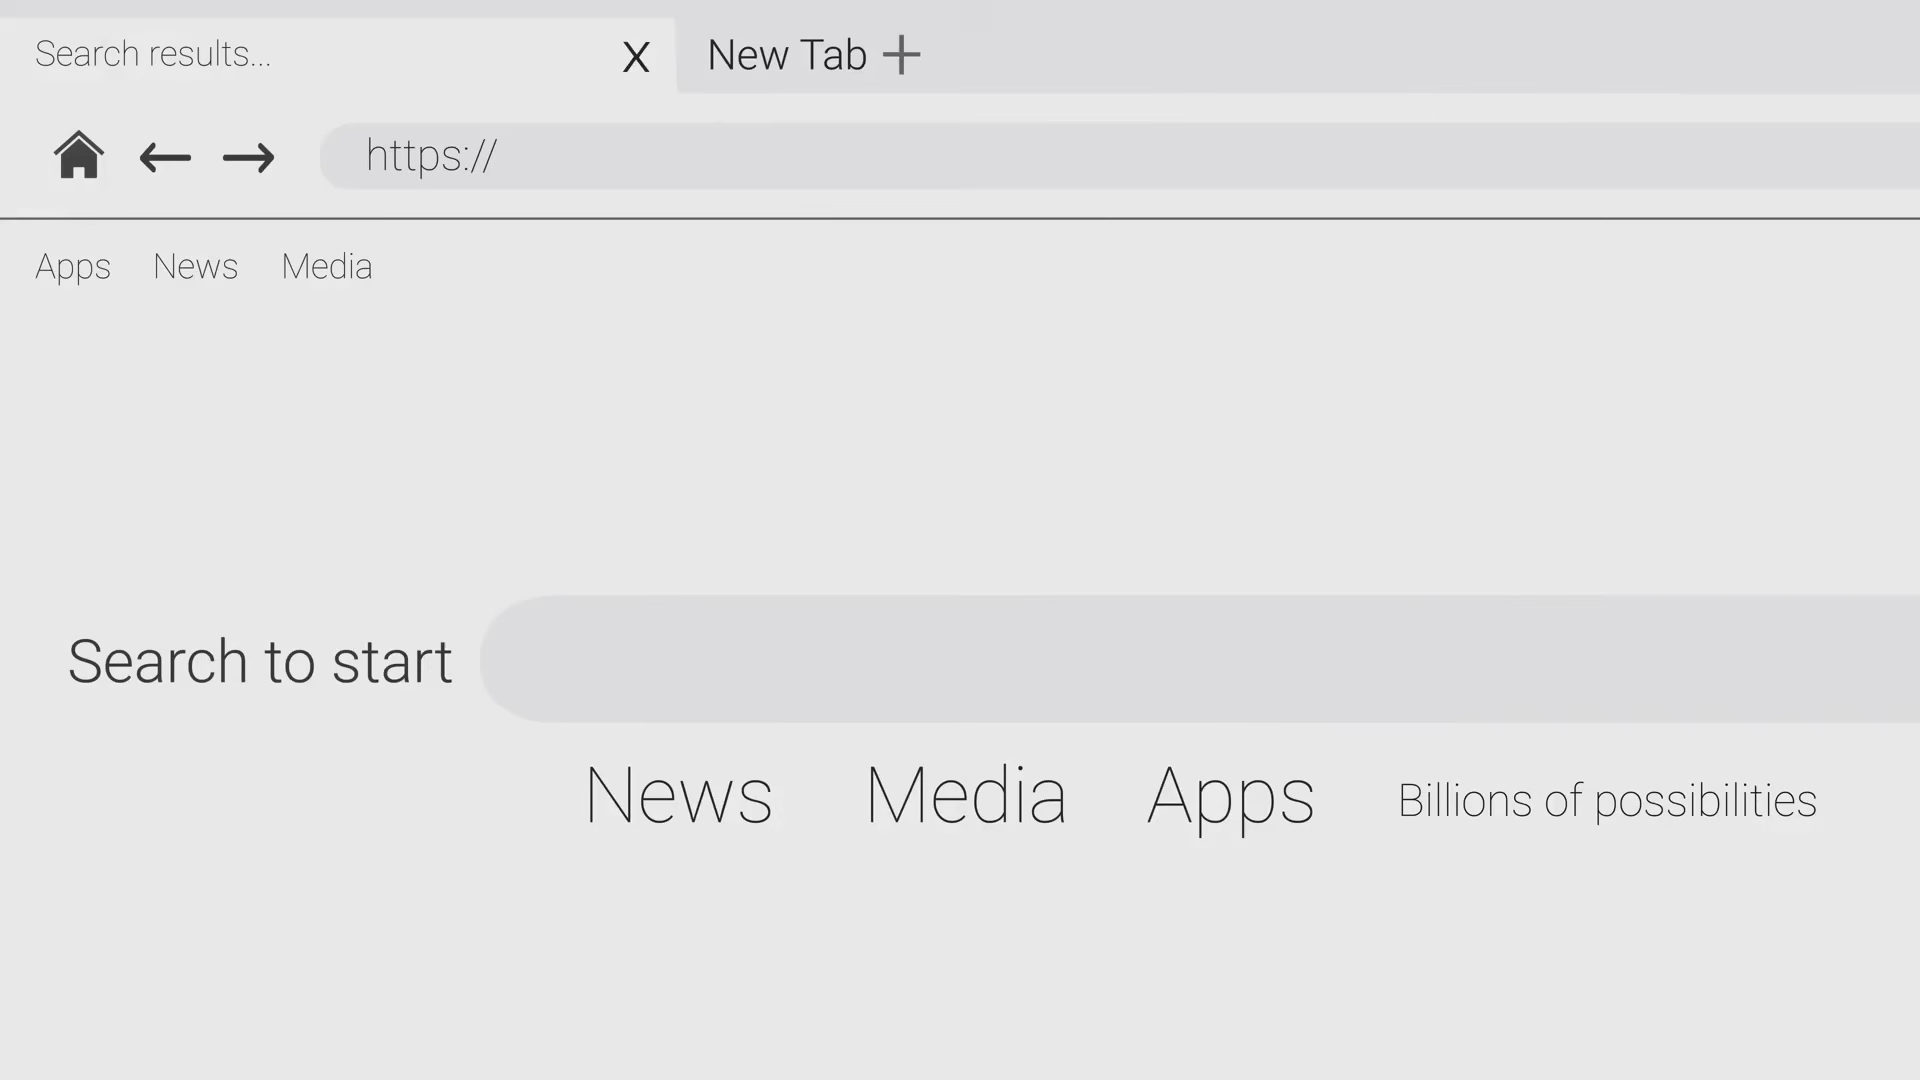 Search results...
X
New Tab +
https://
Apps News Media
Search to start
News Media Apps Billions of possibilities